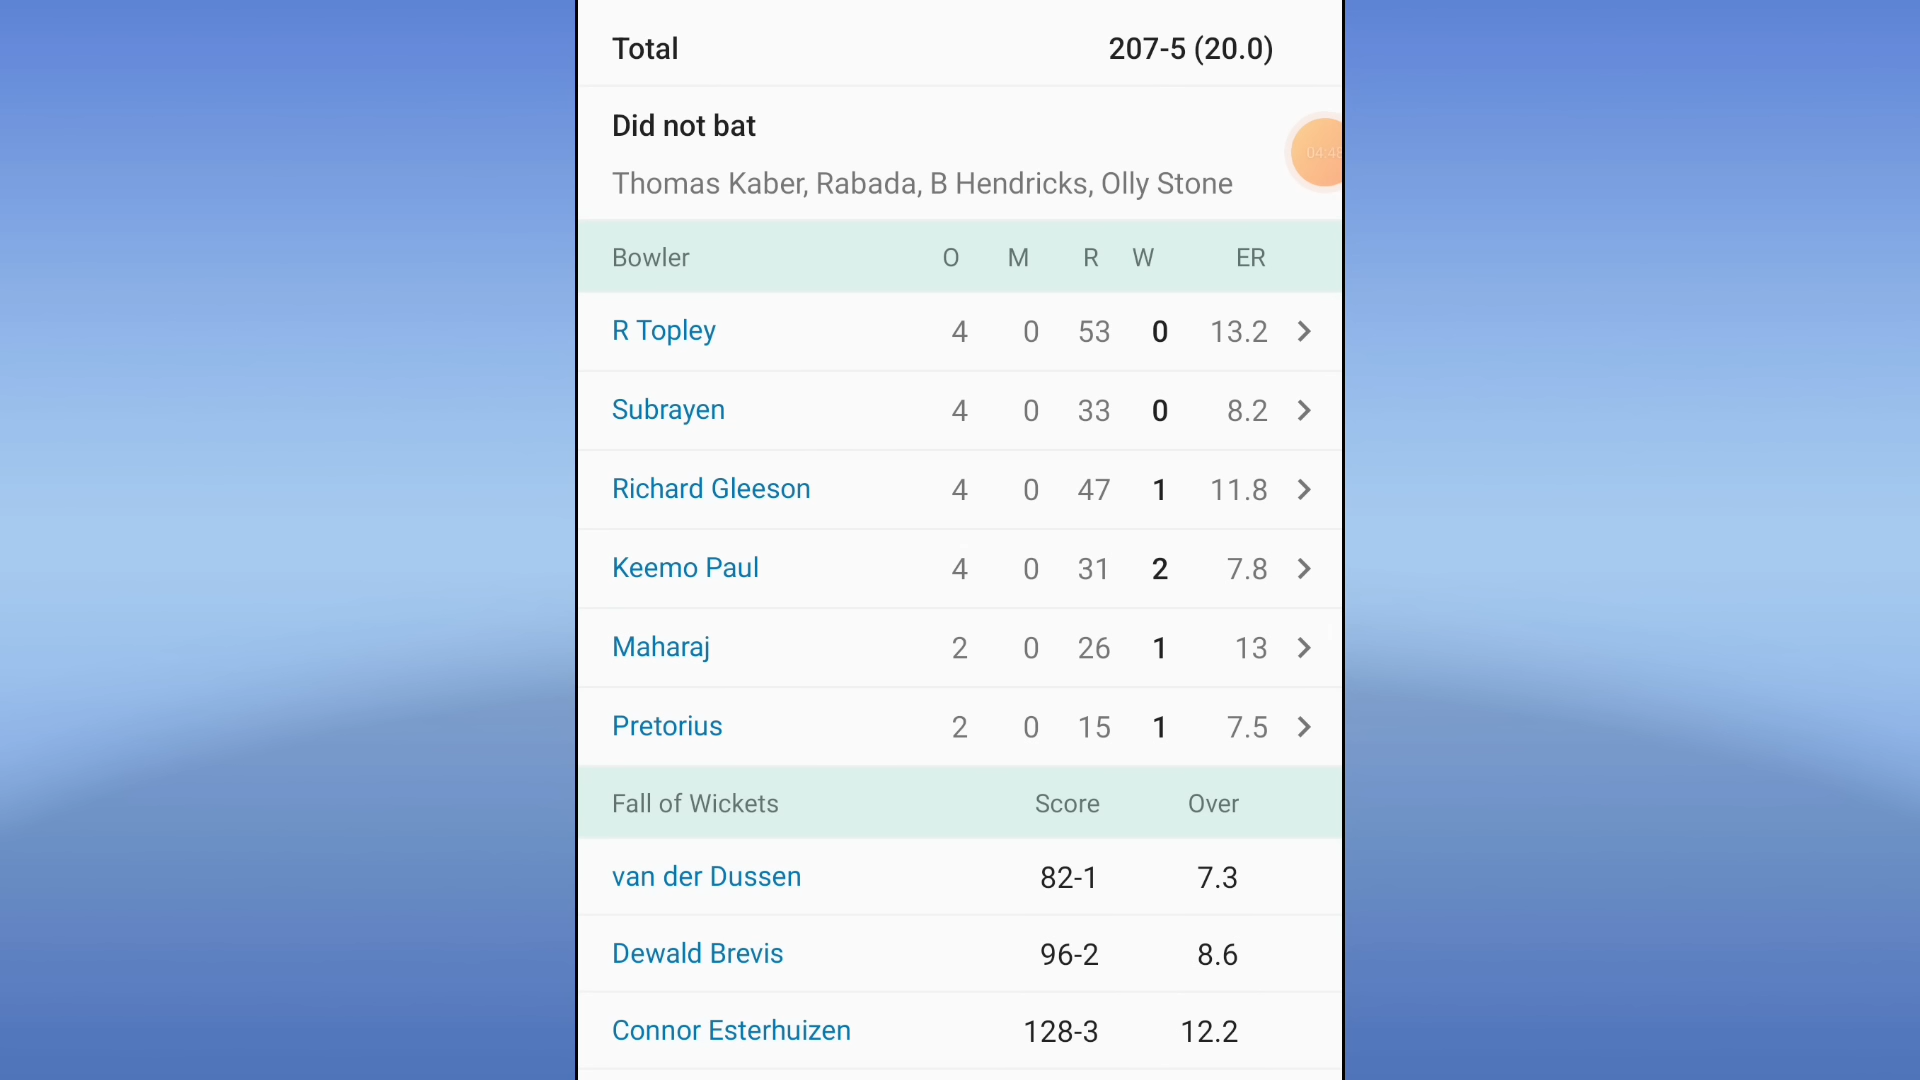 Total 207-5 (20.0)
Did not bat
04:48
Thomas Kaber, Rabada, B Hendricks, Olly Stone
Bowler O M R W ER
R Topley 4 0 53 0 13.2
Subrayen 4 0 33 0 8.2
Richard Gleeson 4 0 47 1 11.8
Keemo Paul 4 0 31 2 7.8
Maharaj 2 0 26 1 13
Pretorius 2 0 15 1 7.5
Fall of Wickets Score Over
van der Dussen 82-1 7.3
Dewald Brevis 96-2 8.6
Connor Esterhuizen 128-3 12.2